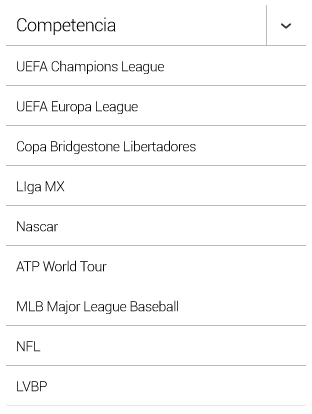 Competencia
UEFA Champions League
UEFA Europa League
Copa Bridgestone Libertadores
LIga MX
Nascar
ATP World Tour
MLB Major League Baseball
NFL
LVBP